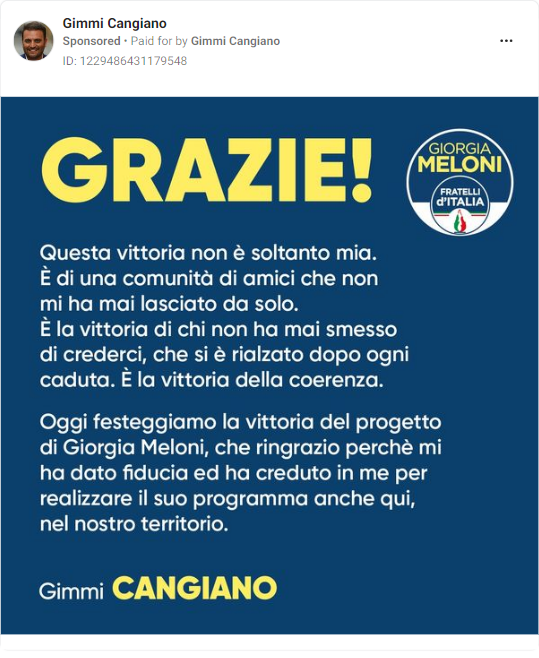 Gimmi Cangiano
Sponsored • Paid for by Gimmi Cangiano
ID: 1229486431179548
GRAZIE!
GIORGIA
MELONI
FRATELLI
d'ITALIA
Questa vittoria non è soltanto mia.
È di una comunità di amici che non
mi ha mai lasciato da solo.
È la vittoria di chi non ha mai smesso
di crederci, che si è rialzato dopo ogni
caduta. È la vittoria della coerenza.
Oggi festeggiamo la vittoria del progetto
di Giorgia Meloni, che ringrazio perchè mi
ha dato fiducia ed ha creduto in me per
realizzare il suo programma anche qui,
nel nostro territorio.
Gimmi CANGIANO